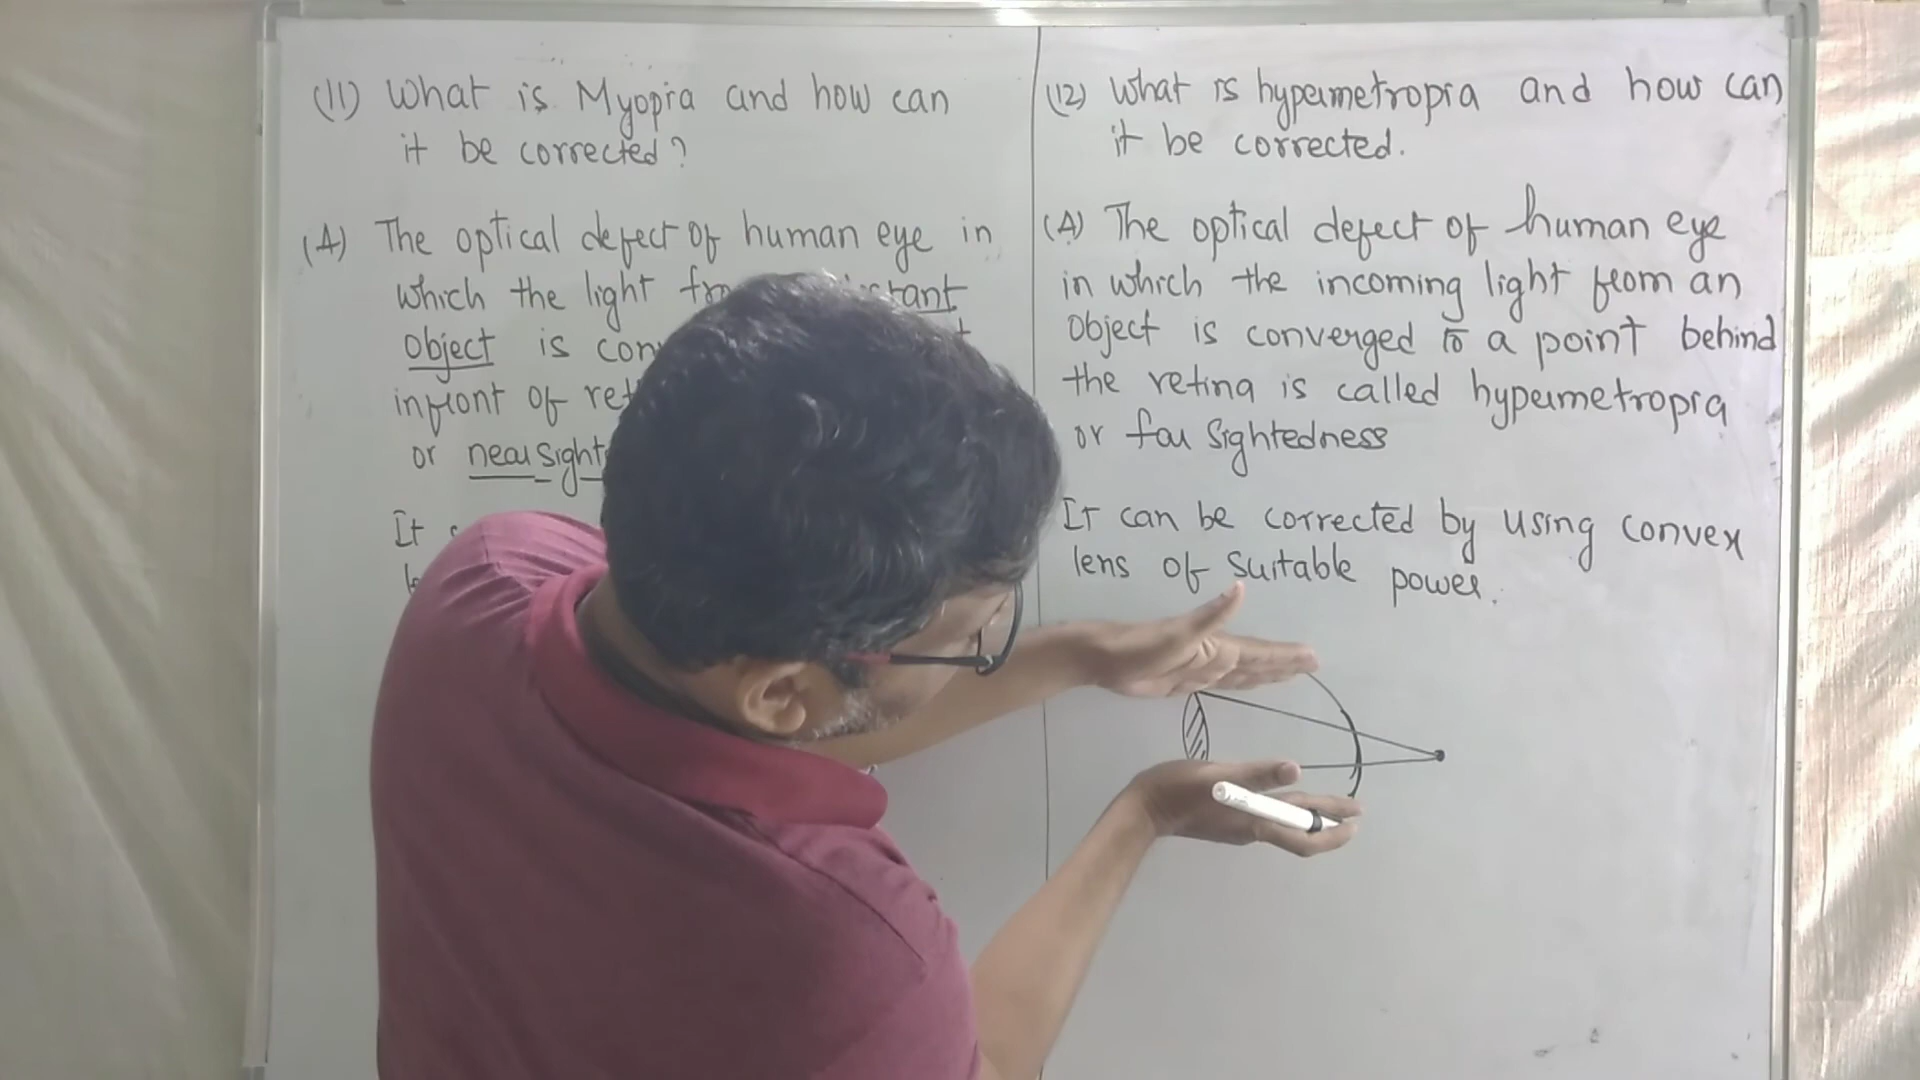 (11) What is Myopia and how can
it be corrected?
(A) The optical defect of human eye in
which the light
object is
infront of
or near
It
(12) What is hypermetropia and how can
it be corrected.
(A) The optical defect of human eye
in which the incoming light from an
object is converged to a point behind
the retina is called hypermetropia
or far sightedness
It can be corrected by using convex
lens of suitable power.